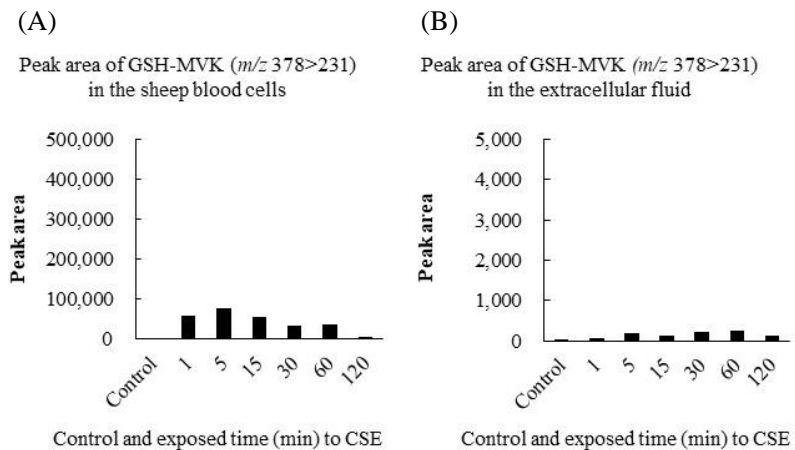 (A)
Peak area of GSH-MVK (m/z 378>231)
in the sheep blood cells
500,000
400,000
300,000
200,000
100,000
0
Peak area
Control
1
5
15
30
60
120
Control and exposed time (min) to CSE
(B)
Peak area of GSH-MVK (m/z 378>231)
in the extracellular fluid
5,000
4,000
3,000
2,000
1,000
0
Peak area
Control
1
5
15
30
60
120
Control and exposed time (min) to CSE